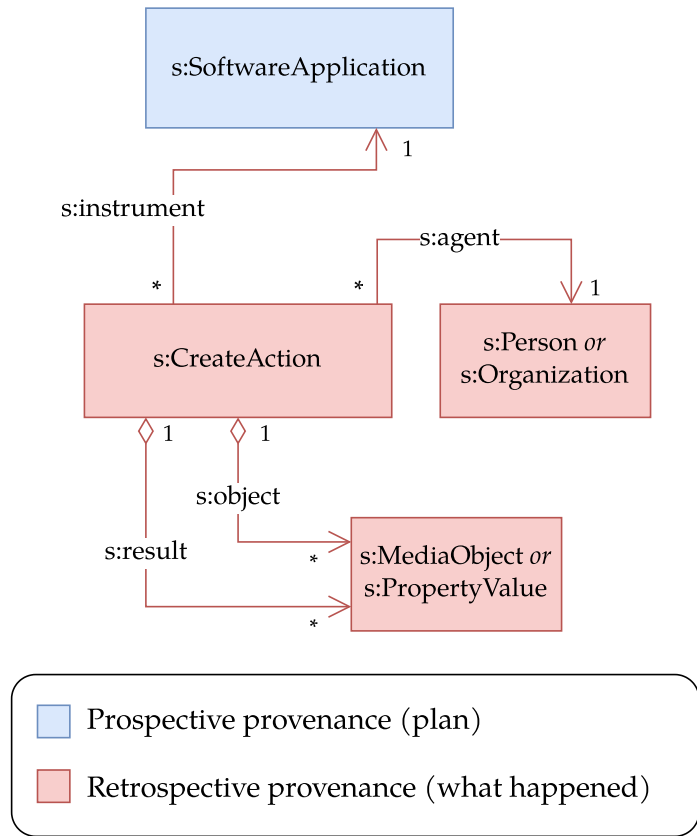 s:SoftwareApplication
1
s:instrument
s:agent
*
*
1
s:CreateAction
s:Person or
s:Organization
1
1
s:object
s:result
*
s:MediaObject or
s:PropertyValue
*
Prospective provenance (plan)
Retrospective provenance (what happened)